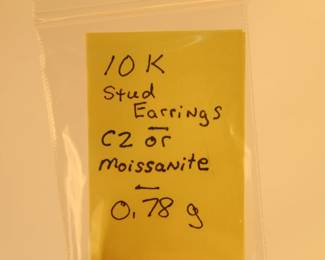 10K
Stud
Earrings
CZ or
moissanite
0.78 g